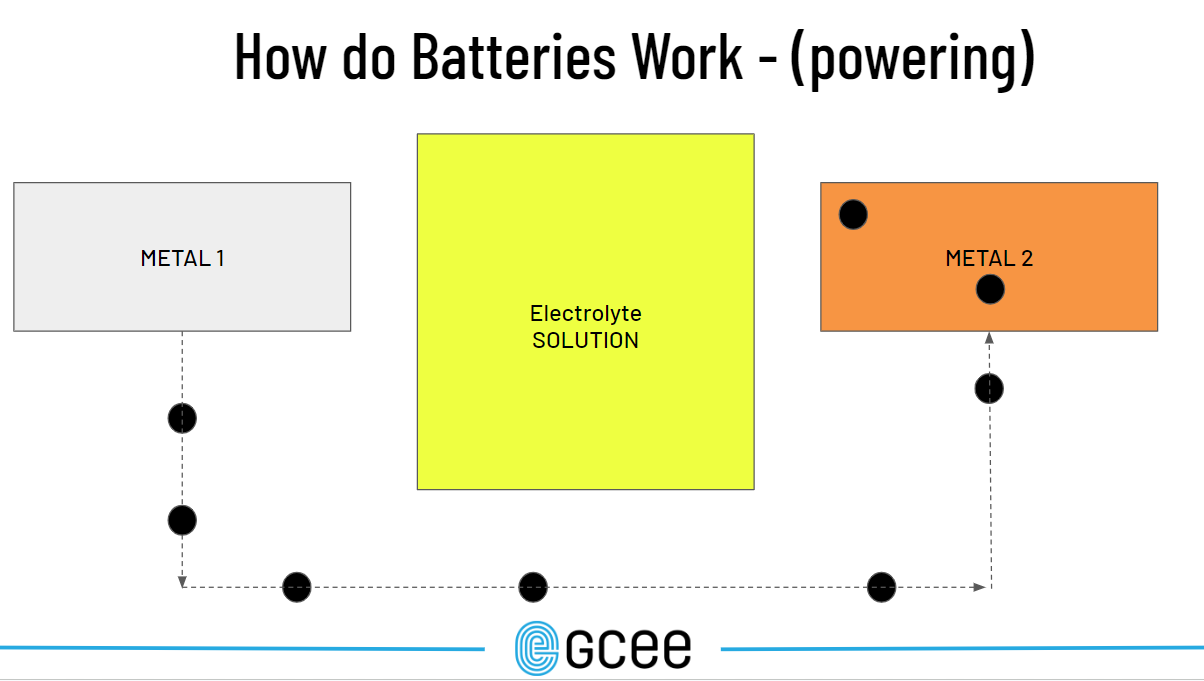 How do Batteries Work - (powering)
METAL 1
Electrolyte
SOLUTION
METAL 2
e GCee